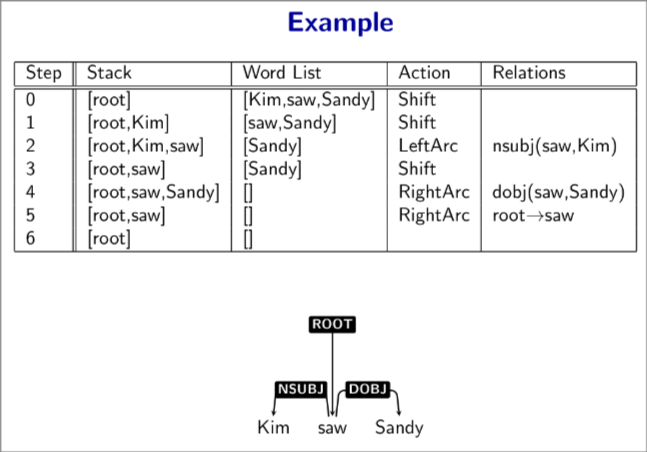 Example
Step Stack Word List Action Relations
0 [root] [Kim,saw,Sandy] Shift
1 [root,Kim] [saw,Sandy] Shift
2 [root,Kim,saw] [Sandy] LeftArc nsubj(saw,Kim)
3 [root,saw] [Sandy] Shift
4 [root,saw,Sandy] [] RightArc dobj(saw,Sandy)
5 [root,saw] [] RightArc root→saw
6 [root] []
ROOT
NSUBJ DOBJ
Kim saw Sandy